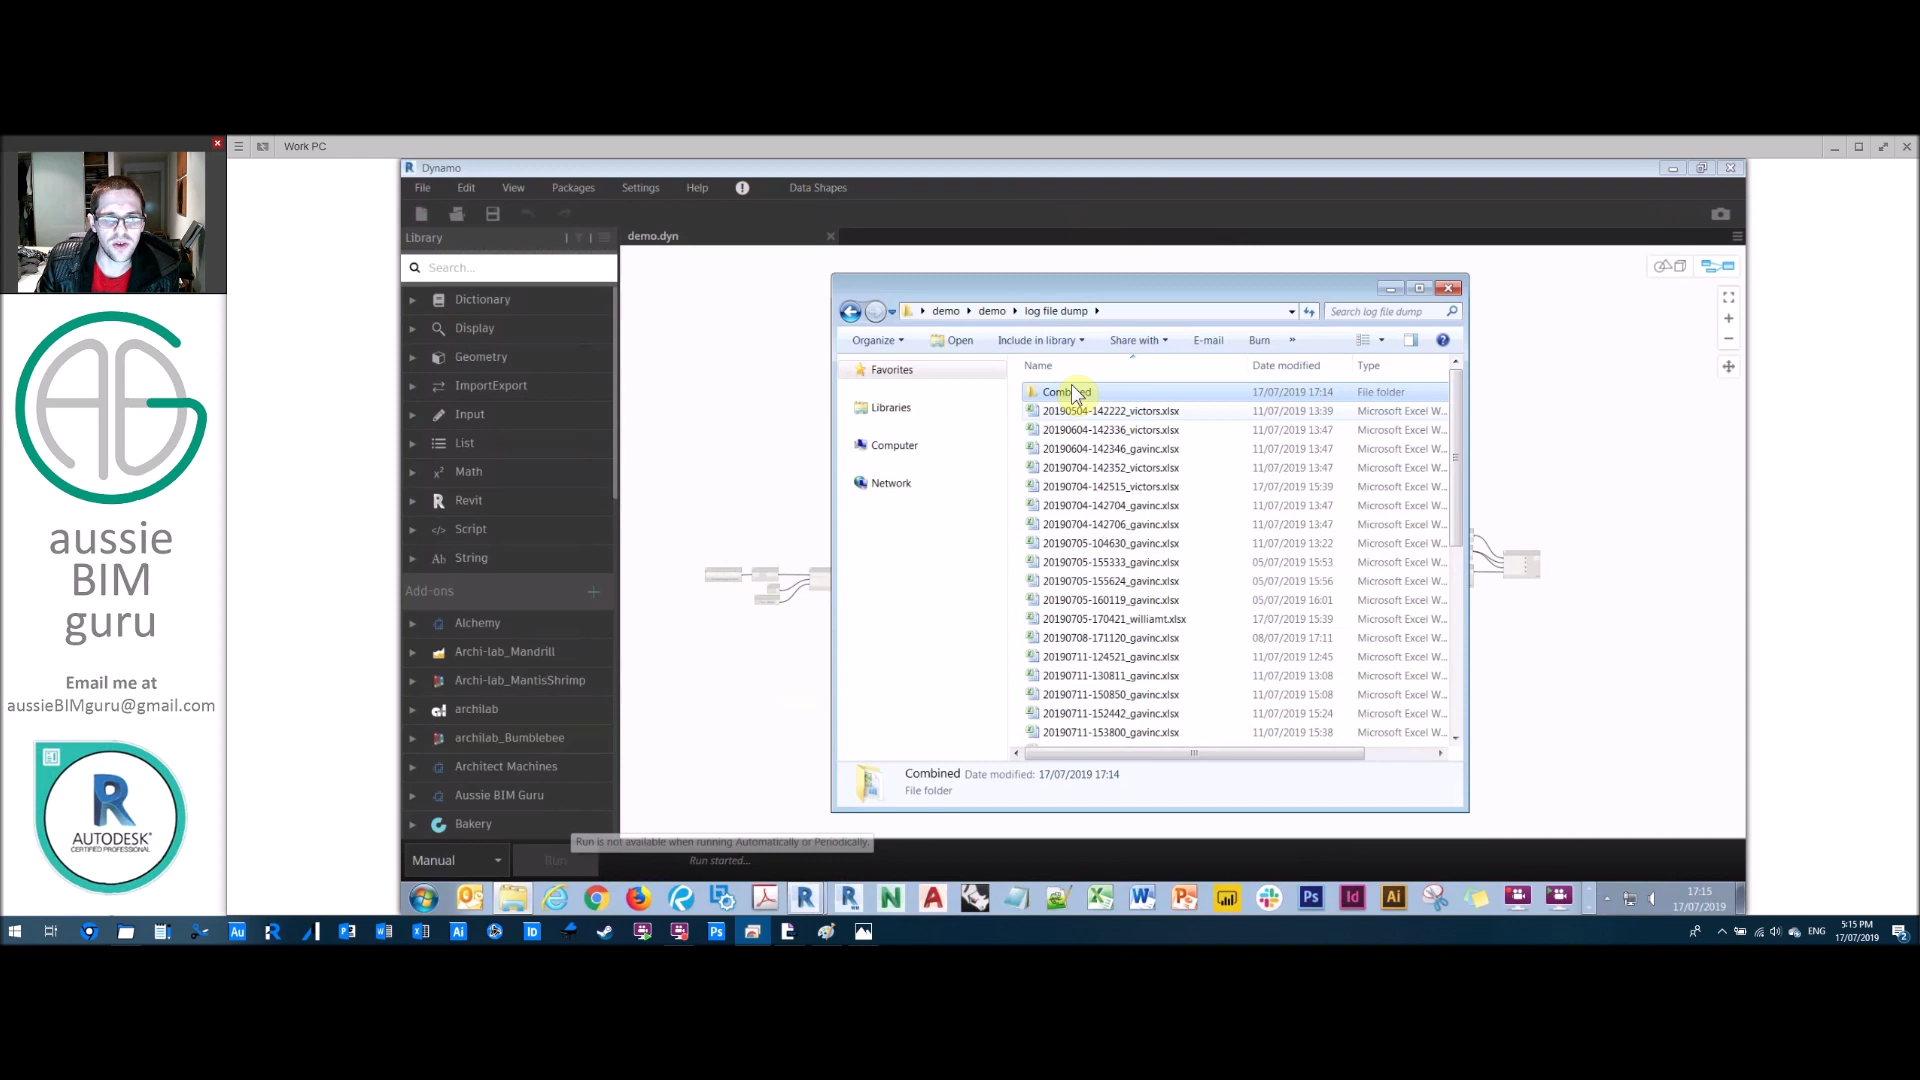 Work PC
Dynamo
File Edit View Packages Settings Help Data Shapes
Library
demo.dyn
Search...
Dictionary
Display
Geometry
ImportExport
Input
List
Math
Revit
Script
String
Add-ons
Alchemy
Archi-lab_Mandrill
Archi-lab_MantisShrimp
archilab
archilab_Bumblebee
Architect Machines
Aussie BIM Guru
Bakery
Manual
Run
Run is not available when running Automatically or Periodically.
Run started...
demo demo log file dump
Search log file dump
Organize Open Include in library Share with E-mail Burn »
Favorites
Libraries
Computer
Network
Name Date modified Type
Combined 17/07/2019 17:14 File folder
20190504-142222_victors.xlsx 11/07/2019 13:39 Microsoft Excel W...
20190604-142336_victors.xlsx 11/07/2019 13:47 Microsoft Excel W...
20190604-142346_gavinc.xlsx 11/07/2019 13:47 Microsoft Excel W...
20190704-142352_victors.xlsx 11/07/2019 13:47 Microsoft Excel W...
20190704-142515_victors.xlsx 17/07/2019 15:39 Microsoft Excel W...
20190704-142704_gavinc.xlsx 11/07/2019 13:47 Microsoft Excel W...
20190704-142706_gavinc.xlsx 11/07/2019 13:47 Microsoft Excel W...
20190705-104630_gavinc.xlsx 11/07/2019 13:22 Microsoft Excel W...
20190705-155333_gavinc.xlsx 05/07/2019 15:53 Microsoft Excel W...
20190705-155624_gavinc.xlsx 05/07/2019 15:56 Microsoft Excel W...
20190705-160119_gavinc.xlsx 05/07/2019 16:01 Microsoft Excel W...
20190705-170421_williamt.xlsx 17/07/2019 15:39 Microsoft Excel W...
20190708-171120_gavinc.xlsx 08/07/2019 17:11 Microsoft Excel W...
20190711-124521_gavinc.xlsx 11/07/2019 12:45 Microsoft Excel W...
20190711-130811_gavinc.xlsx 11/07/2019 13:08 Microsoft Excel W...
20190711-150850_gavinc.xlsx 11/07/2019 15:08 Microsoft Excel W...
20190711-152442_gavinc.xlsx 11/07/2019 15:24 Microsoft Excel W...
20190711-153800_gavinc.xlsx 11/07/2019 15:38 Microsoft Excel W...
Combined Date modified: 17/07/2019 17:14
File folder
aussie
BIM
guru
Email me at
aussieBIMguru@gmail.com
R
AUTODESK
CERTIFIED PROFESSIONAL
17:15
17/07/2019
ENG
5:15 PM
17/07/2019